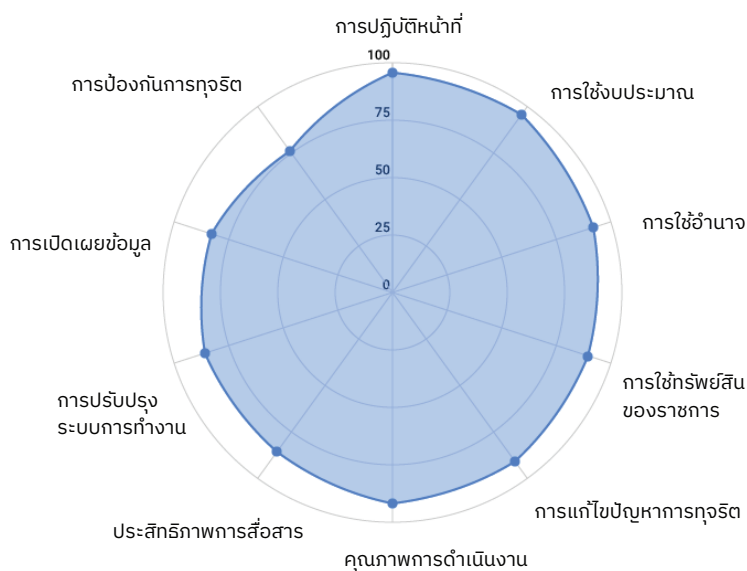 การปฏิบัติหน้าที่
100
การป้องกันการทุจริต
การใช้งบประมาณ
75
50
การใช้อำนาจ
การเปิดเผยข้อมูล
25
0
การใช้ทรัพย์สิน
ของราชการ
การปรับปรุง
ระบบการทำงาน
การแก้ไขปัญหาการทุจริต
ประสิทธิภาพการสื่อสาร
คุณภาพการดำเนินงาน